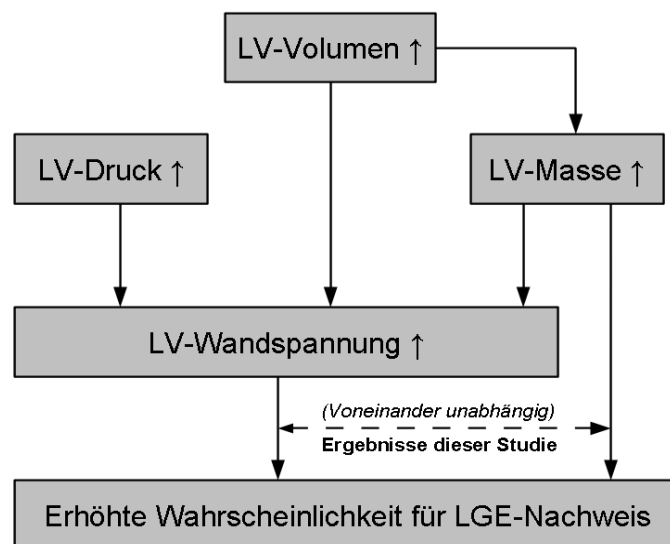 LV-Volumen ↑
LV-Druck ↑
LV-Masse ↑
LV-Wandspannung ↑
(Voneinander unabhängig)
Ergebnisse dieser Studie
Erhöhte Wahrscheinlichkeit für LGE-Nachweis